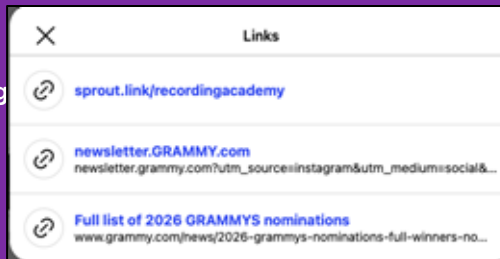 Links
sprout.link/recordingacademy
newsletter.GRAMMY.com
newsletter.grammy.com?utm_source=instagram&utm_medium=social&...
Full list of 2026 GRAMMYS nominations
www.grammy.com/news/2026-grammys-nominations-full-winners-no...